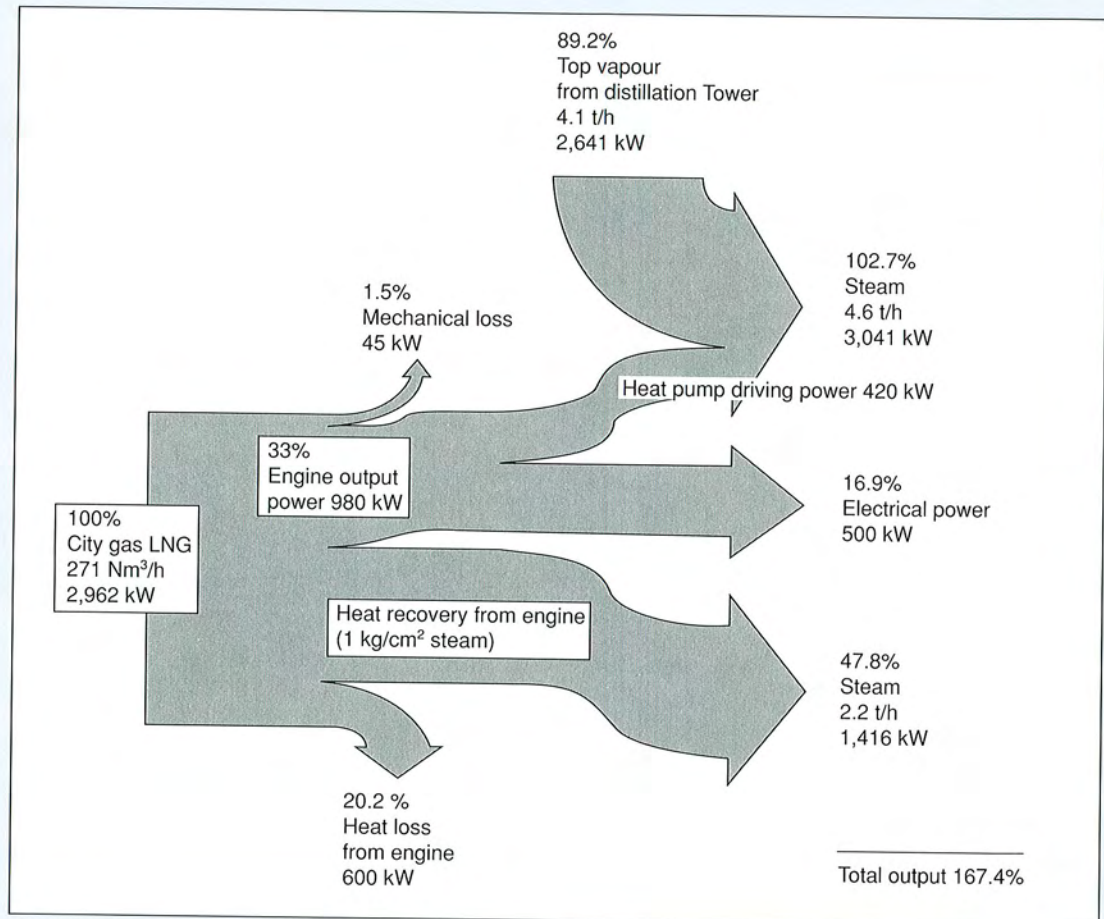 89.2%
Top vapour
from distillation Tower
4.1 t/h
2,641 kW
102.7%
Steam
4.6 t/h
3,041 kW
1.5%
Mechanical loss
45 kW
Heat pump driving power 420 kW
33%
Engine output
power 980 kW
16.9%
Electrical power
500 kW
100%
City gas LNG
271 Nm³/h
2,962 kW
Heat recovery from engine
(1 kg/cm² steam)
47.8%
Steam
2.2 t/h
1,416 kW
20.2 %
Heat loss
from engine
600 kW
Total output 167.4%